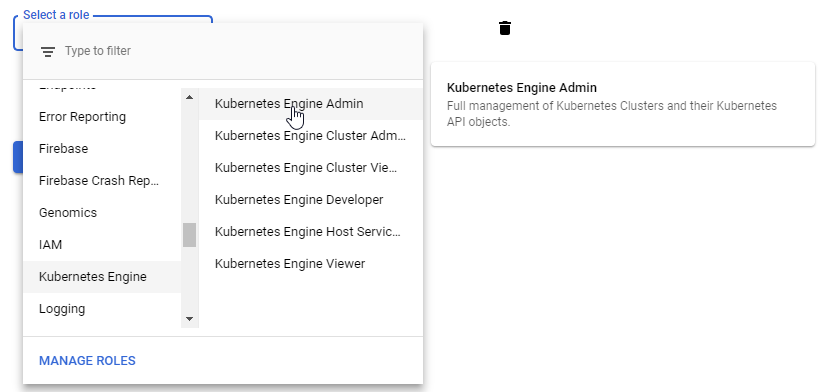 Select a role
Type to filter
Endpoints
Error Reporting
Firebase
Firebase Crash Rep...
Genomics
IAM
Kubernetes Engine
Logging
Kubernetes Engine Admin
Kubernetes Engine Cluster Adm...
Kubernetes Engine Cluster Vie...
Kubernetes Engine Developer
Kubernetes Engine Host Servic...
Kubernetes Engine Viewer
MANAGE ROLES
Kubernetes Engine Admin
Full management of Kubernetes Clusters and their Kubernetes
API objects.